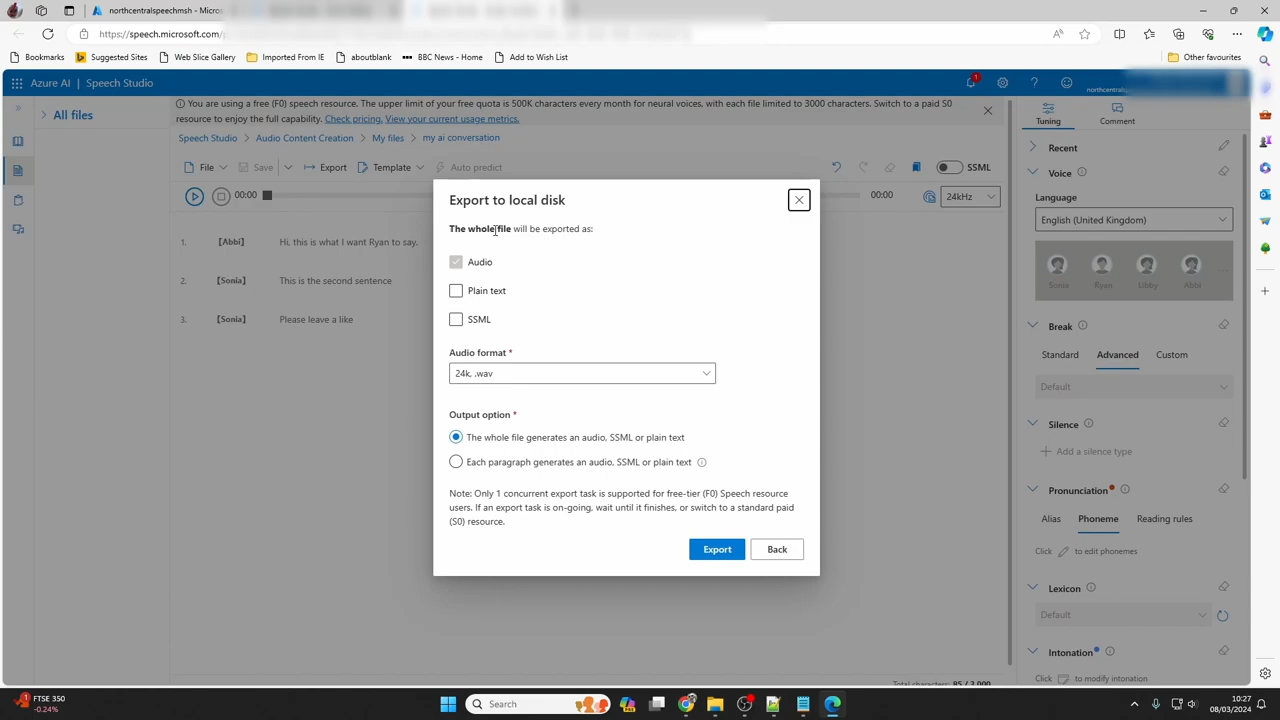 northcentralspeechmsh - Micros
https://speech.microsoft.com/p
Bookmarks Suggested Sites Web Slice Gallery Imported From IE aboutblank BBC News - Home Add to Wish List Other favourites
Azure AI | Speech Studio
1
northcentralspeechmsh
All files
You are using a free (F0) speech resource. The upper limit of your free quota is 500K characters every month for neural voices, with each file limited to 3000 characters. Switch to a paid S0
resource to enjoy the full capability. Check pricing. View your current usage metrics.
Speech Studio > Audio Content Creation > My files > my ai conversation
File Save Export Template Auto predict SSML
00:00 00:00 24kHz
1. [Abbi] Hi, this is what I want Ryan to say.
2. [Sonia] This is the second sentence
3. [Sonia] Please leave a like
Total characters: 85 / 3,000
Export to local disk
The whole file will be exported as:
Audio
Plain text
SSML
Audio format *
24k, .wav
Output option *
The whole file generates an audio, SSML or plain text
Each paragraph generates an audio, SSML or plain text
Note: Only 1 concurrent export task is supported for free-tier (F0) Speech resource
users. If an export task is on-going, wait until it finishes, or switch to a standard paid
(S0) resource.
Export Back
Tuning Comment
Recent
Voice
Language
English (United Kingdom)
Sonia Ryan Libby Abbi ...
Break
Standard Advanced Custom
Default
Silence
Add a silence type
Pronunciation
Alias Phoneme Reading rules
Click to edit phonemes
Lexicon
Default
Intonation
Click to modify intonation
1 FTSE 350
-0.24%
Search
10:27
08/03/2024